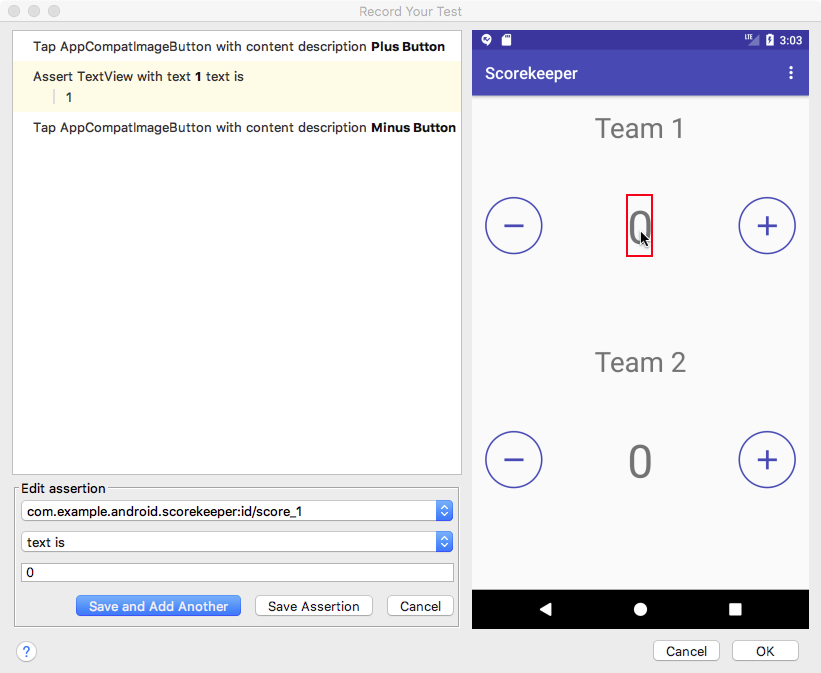 Record Your Test
Tap AppCompatImageButton with content description Plus Button
Assert TextView with text 1 text is
1
Tap AppCompatImageButton with content description Minus Button
Edit assertion
com.example.android.scorekeeper:id/score_1
text is
0
Save and Add Another
Save Assertion
Cancel
LTE
3:03
Scorekeeper
Team 1
− 0 +
Team 2
− 0 +
?
Cancel
OK